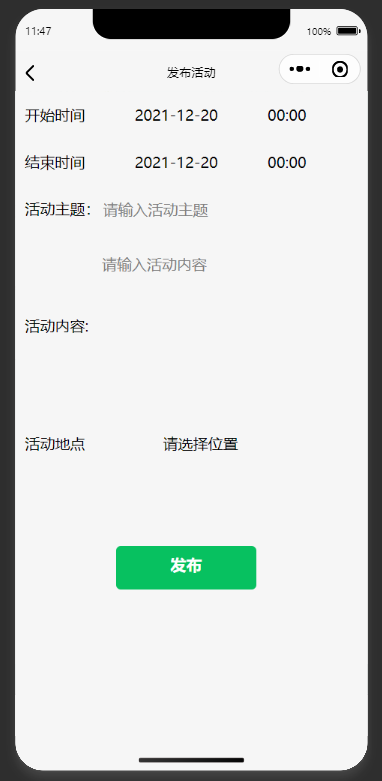 11:47 100%
发布活动
开始时间 2021-12-20 00:00
结束时间 2021-12-20 00:00
活动主题： 请输入活动主题
请输入活动内容
活动内容:
活动地点 请选择位置
发布